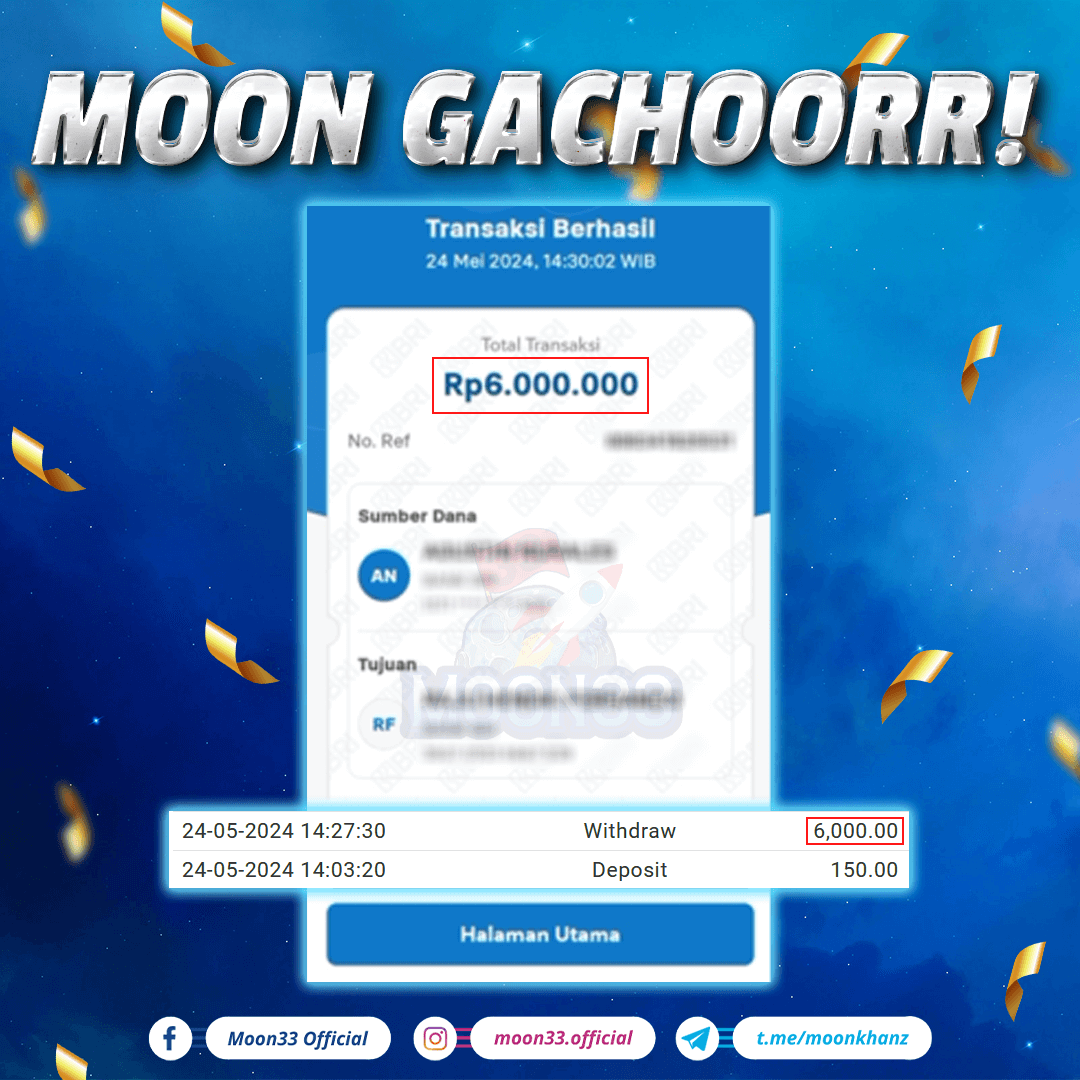 MOON GACHOORR!
Transaksi Berhasil
24 Mei 2024, 14:30:02 WIB
Total Transaksi
Rp6.000.000
No. Ref
Sumber Dana
AN
Tujuan
MOON33
RF
24-05-2024 14:27:30 Withdraw 6,000.00
24-05-2024 14:03:20 Deposit 150.00
Halaman Utama
Moon33 Official moon33.official t.me/moonkhanz